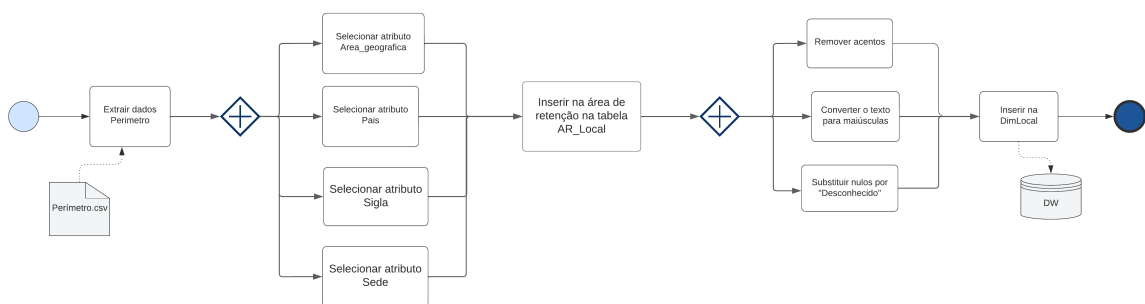 Extrair dados
Perimetro
Perímetro.csv
Selecionar atributo
Area_geografica
Selecionar atributo
Pais
Selecionar atributo
Sigla
Selecionar atributo
Sede
Inserir na área de
retenção na tabela
AR_Local
Remover acentos
Converter o texto
para maiúsculas
Substituir nulos por
"Desconhecido"
Inserir na
DimLocal
DW